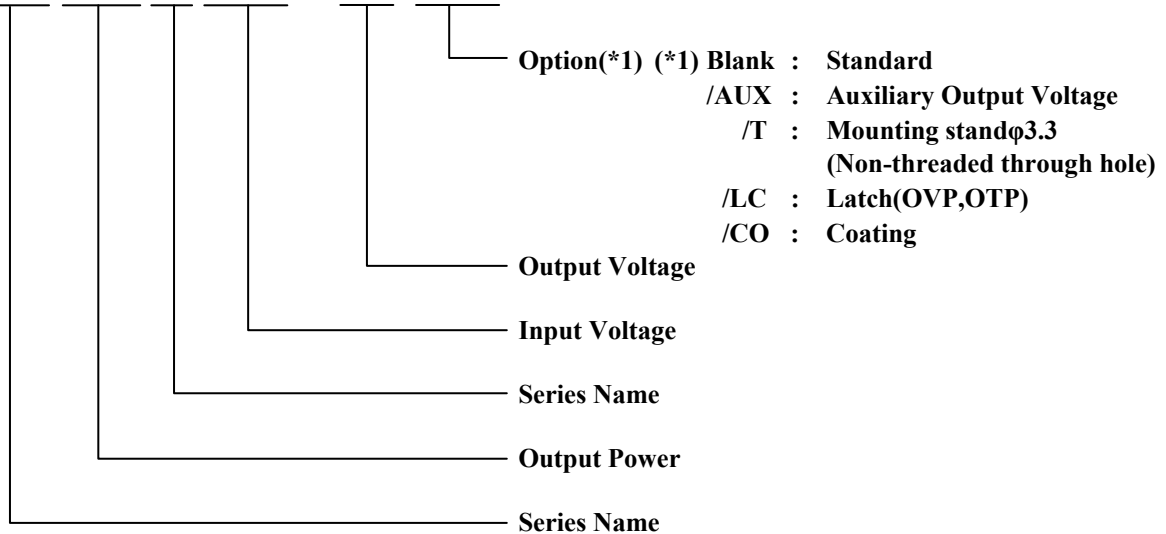 Option(*1) (*1) Blank : Standard
/AUX : Auxiliary Output Voltage
/T : Mounting standφ3.3
(Non-threaded through hole)
/LC : Latch(OVP,OTP)
/CO : Coating
Output Voltage
Input Voltage
Series Name
Output Power
Series Name